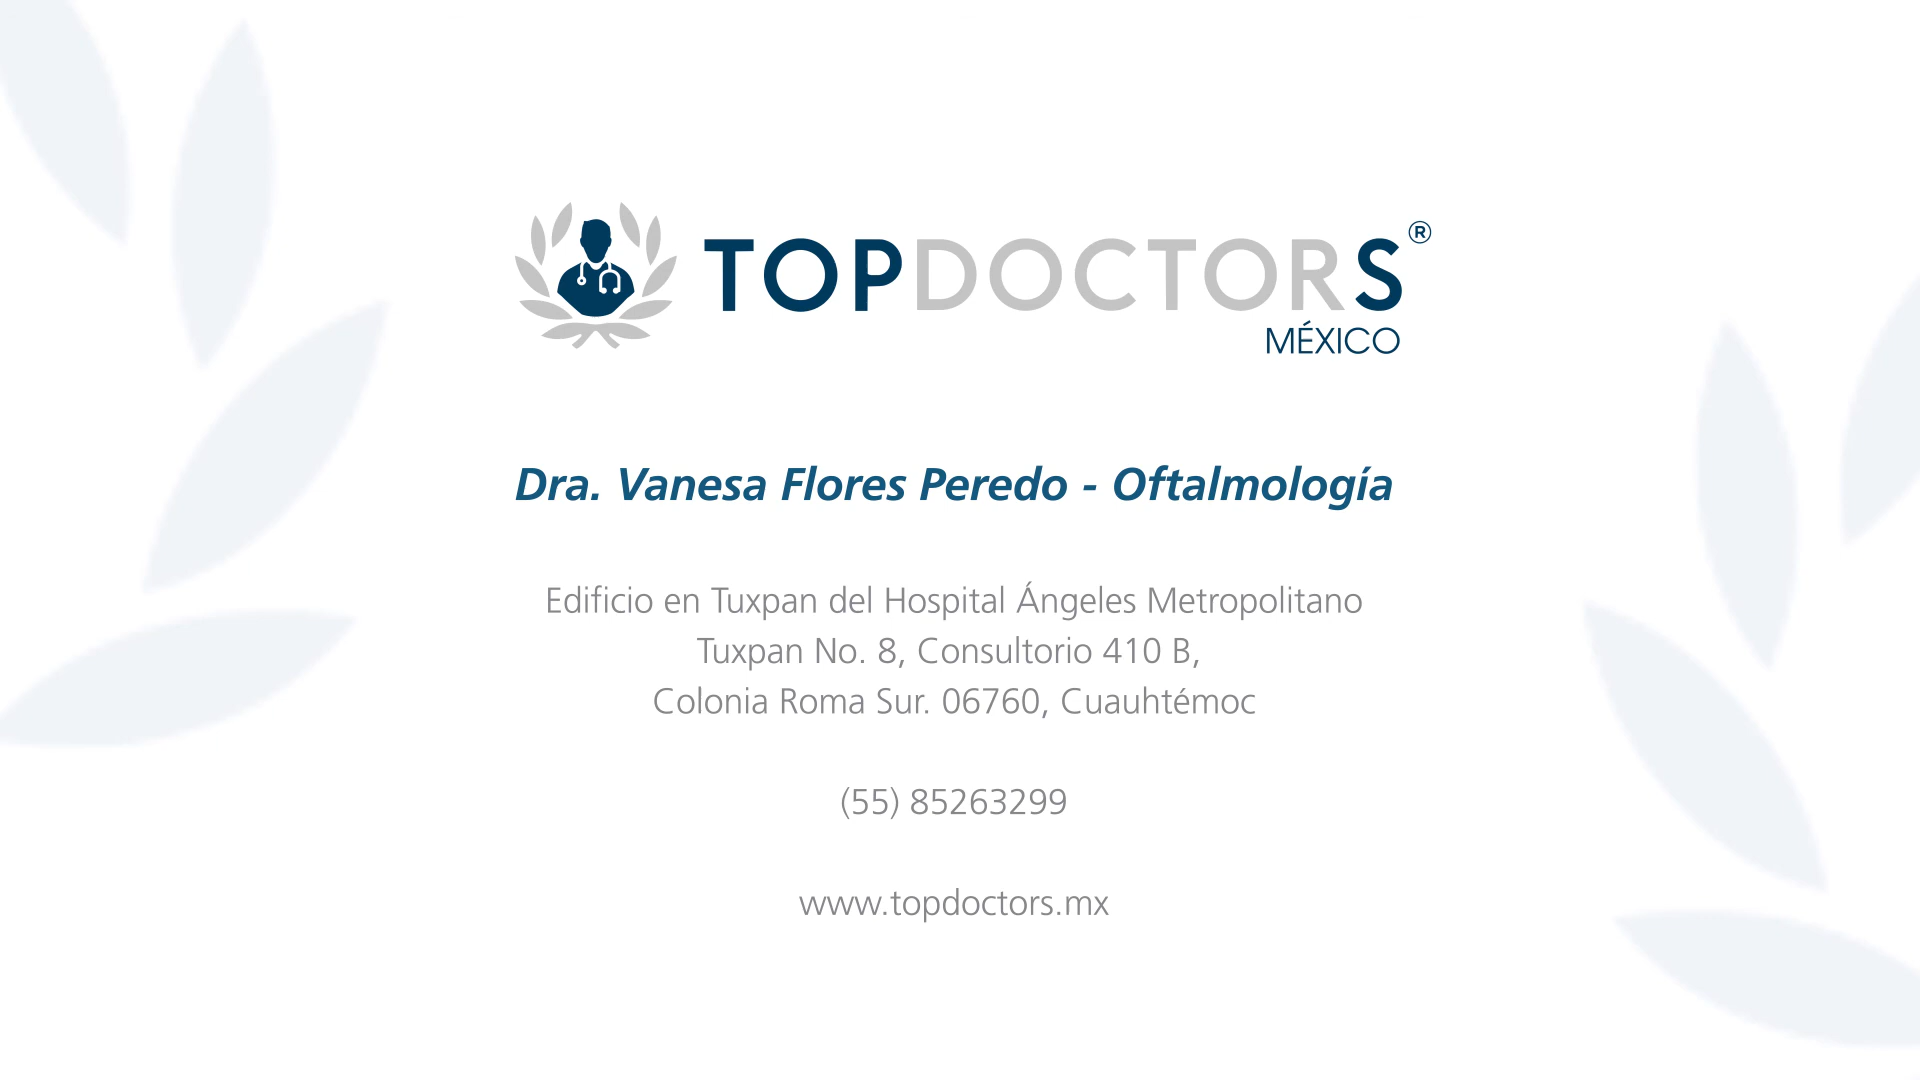 TOPDOCTORS®
MÉXICO
Dra. Vanesa Flores Peredo - Oftalmología
Edificio en Tuxpan del Hospital Ángeles Metropolitano
Tuxpan No. 8, Consultorio 410 B,
Colonia Roma Sur. 06760, Cuauhtémoc
(55) 85263299
www.topdoctors.mx